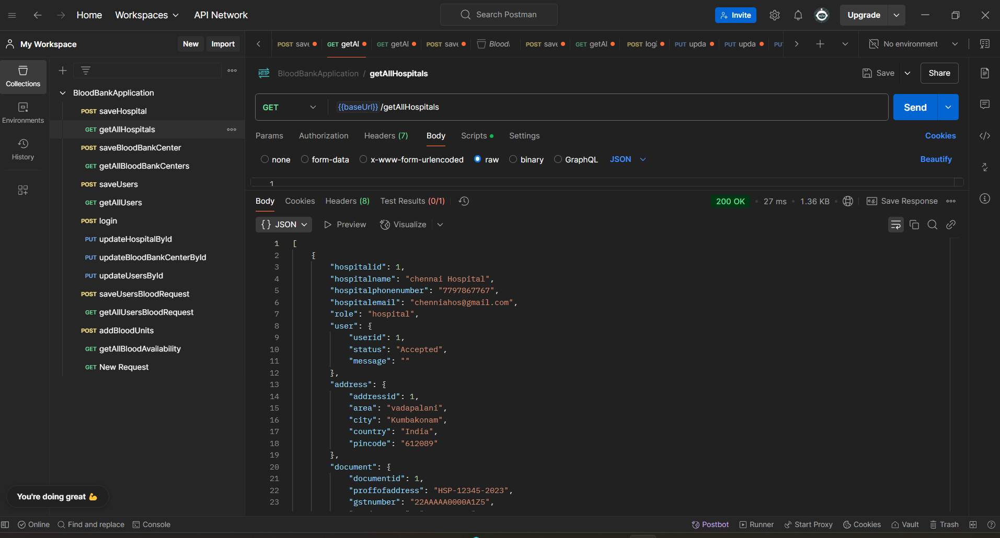 Home Workspaces API Network Search Postman Invite Upgrade
My Workspace New Import
POST save GET getAl GET getAl POST save Blood POST save GET getAl POST logi PUT upda PUT upda PU No environment
Collections
Environments
History
BloodBankApplication
POST saveHospital
GET getAllHospitals
POST saveBloodBankCenter
GET getAllBloodBankCenters
POST saveUsers
GET getAllUsers
POST login
PUT updateHospitalById
PUT updateBloodBankCenterById
PUT updateUsersById
POST saveUsersBloodRequest
GET getAllUsersBloodRequest
POST addBloodUnits
GET getAllBloodAvailability
GET New Request
You're doing great 💪
HTTP BloodBankApplication / getAllHospitals Save Share
GET {{baseUrl}} /getAllHospitals Send
Params Authorization Headers (7) Body Scripts Settings Cookies
none form-data x-www-form-urlencoded raw binary GraphQL JSON Beautify
1
Body Cookies Headers (8) Test Results (0/1) 200 OK • 27 ms • 1.36 KB • e.g. Save Response
{} JSON Preview Visualize
1 [
2 {
3 "hospitalid": 1,
4 "hospitalname": "chennai Hospital",
5 "hospitalphonenumber": "7797867767",
6 "hospitalemail": "chenniahos@gmail.com",
7 "role": "hospital",
8 "user": {
9 "userid": 1,
10 "status": "Accepted",
11 "message": ""
12 },
13 "address": {
14 "addressid": 1,
15 "area": "vadapalani",
16 "city": "Kumbakonam",
17 "country": "India",
18 "pincode": "612089"
19 },
20 "document": {
21 "documentid": 1,
22 "proffofaddress": "HSP-12345-2023",
23 "gstnumber": "22AAAAA0000A1Z5",
Online Find and replace Console Postbot Runner Start Proxy Cookies Vault Trash